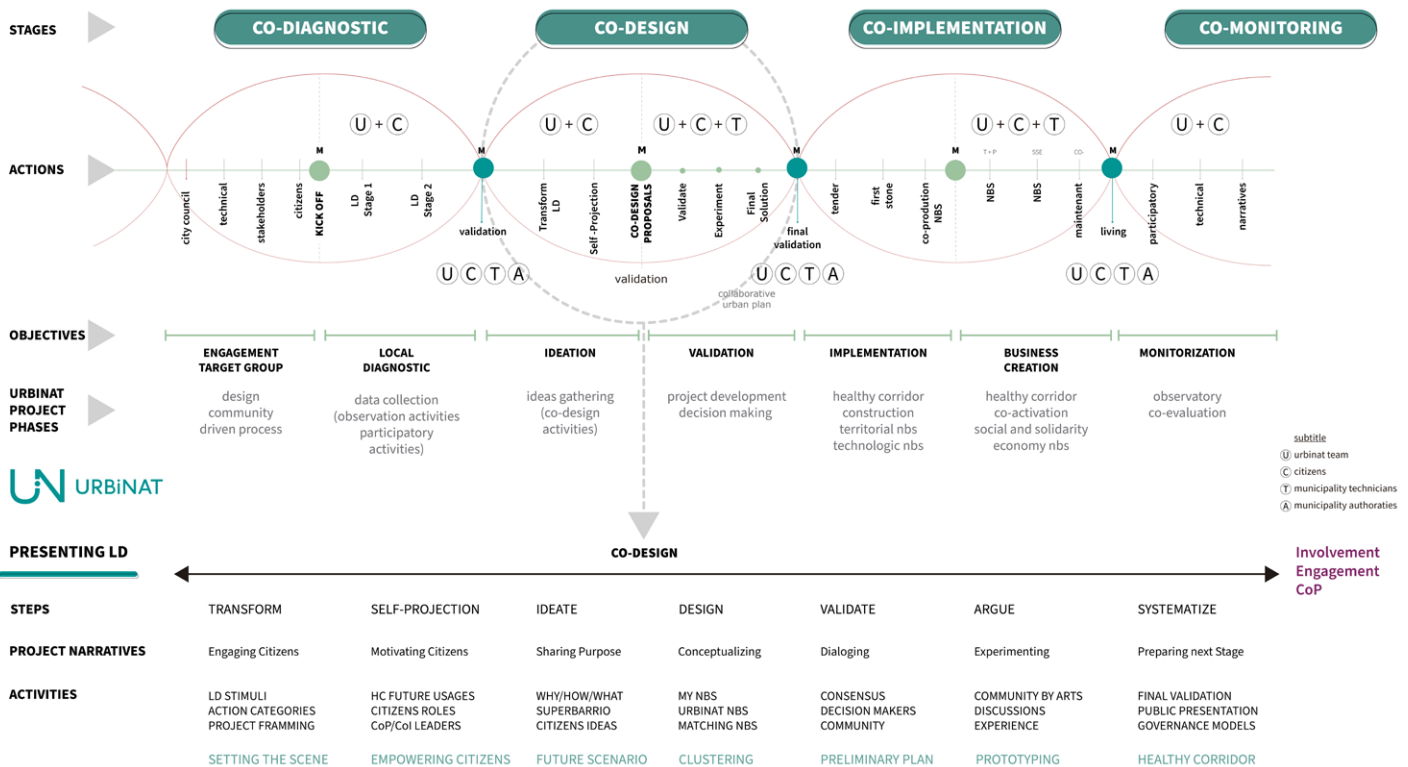 STAGES
CO-DIAGNOSTIC
CO-DESIGN
CO-IMPLEMENTATION
CO-MONITORING
U + C
U + C
U + C + T
U + C + T
U + C
M
M
M
M
M
M
T + P
SSE
CO-
ACTIONS
city council
technical
stakeholders
citizens
KICK OFF
LD
Stage 1
LD
Stage 2
validation
Transform
LD
Self -Projection
CO-DESIGN
PROPOSALS
Validate
Experiment
Final
Solution
final
validation
tender
first
stone
co-prodution
NBS
NBS
NBS
maintenant
living
participatory
technical
narratives
U C T A
validation
U C T A
collaborative
urban plan
U C T A
OBJECTIVES
ENGAGEMENT
TARGET GROUP
LOCAL
DIAGNOSTIC
IDEATION
VALIDATION
IMPLEMENTATION
BUSINESS
CREATION
MONITORIZATION
URBINAT
PROJECT
PHASES
design
community
driven process
data collection
(observation activities
participatory
activities)
ideas gathering
(co-design
activities)
project development
decision making
healthy corridor
construction
territorial nbs
technologic nbs
healthy corridor
co-activation
social and solidarity
economy nbs
observatory
co-evaluation
subtitle
U urbinat team
C citizens
T municipality technicians
A municipality authoraties
UiN URBiNAT
PRESENTING LD
CO-DESIGN
Involvement
Engagement
CoP
STEPS
TRANSFORM
SELF-PROJECTION
IDEATE
DESIGN
VALIDATE
ARGUE
SYSTEMATIZE
PROJECT NARRATIVES
Engaging Citizens
Motivating Citizens
Sharing Purpose
Conceptualizing
Dialoging
Experimenting
Preparing next Stage
ACTIVITIES
LD STIMULI
ACTION CATEGORIES
PROJECT FRAMMING
HC FUTURE USAGES
CITIZENS ROLES
CoP/CoI LEADERS
WHY/HOW/WHAT
SUPERBARRIO
CITIZENS IDEAS
MY NBS
URBINAT NBS
MATCHING NBS
CONSENSUS
DECISION MAKERS
COMMUNITY
COMMUNITY BY ARTS
DISCUSSIONS
EXPERIENCE
FINAL VALIDATION
PUBLIC PRESENTATION
GOVERNANCE MODELS
SETTING THE SCENE
EMPOWERING CITIZENS
FUTURE SCENARIO
CLUSTERING
PRELIMINARY PLAN
PROTOTYPING
HEALTHY CORRIDOR